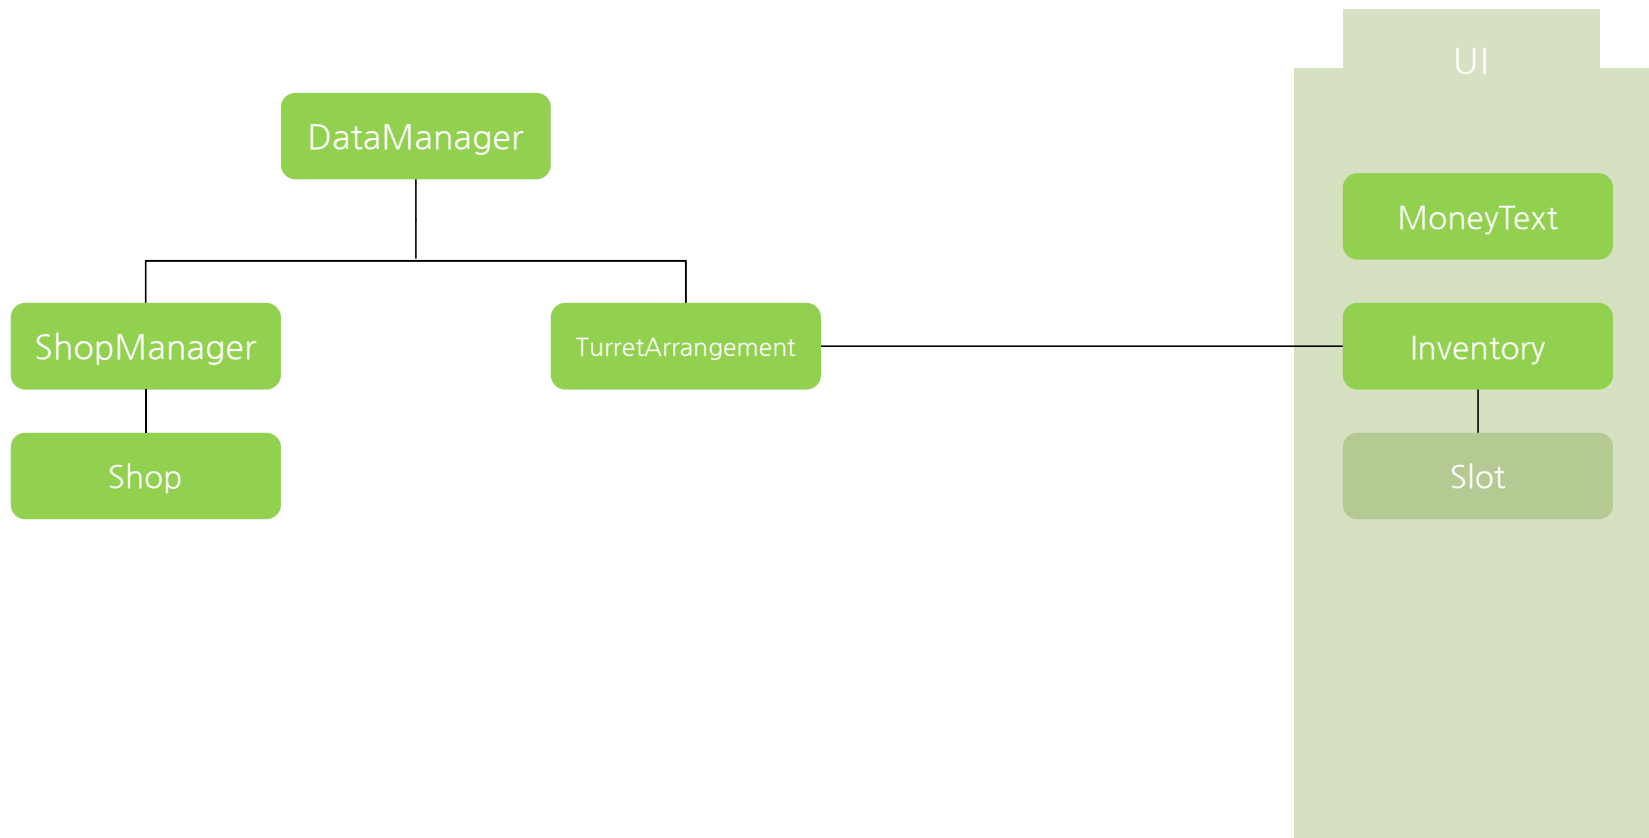 UI
DataManager
MoneyText
ShopManager
TurretArrangement
Inventory
Shop
Slot